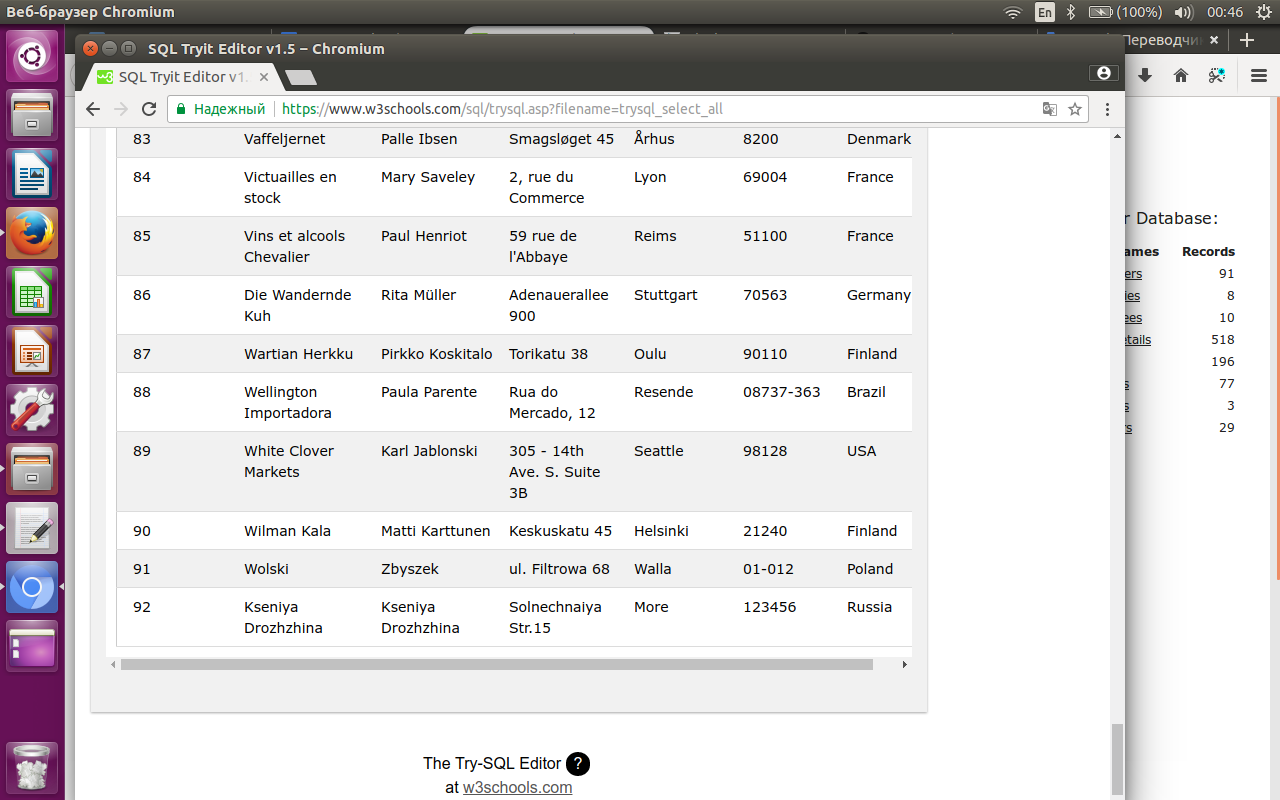 Веб-браузер Chromium
En (100%) 00:46
SQL Tryit Editor v1.5 – Chromium
Переводчик
SQL Tryit Editor v1.
Надежный https://www.w3schools.com/sql/trysql.asp?filename=trysql_select_all
83 Vaffeljernet Palle Ibsen Smagsløget 45 Århus 8200 Denmark
84 Victuailles en Mary Saveley 2, rue du Lyon 69004 France
stock Commerce
85 Vins et alcools Paul Henriot 59 rue de Reims 51100 France
Chevalier l'Abbaye
86 Die Wandernde Rita Müller Adenauerallee Stuttgart 70563 Germany
Kuh 900
87 Wartian Herkku Pirkko Koskitalo Torikatu 38 Oulu 90110 Finland
88 Wellington Paula Parente Rua do Resende 08737-363 Brazil
Importadora Mercado, 12
89 White Clover Karl Jablonski 305 - 14th Seattle 98128 USA
Markets Ave. S. Suite
3B
90 Wilman Kala Matti Karttunen Keskuskatu 45 Helsinki 21240 Finland
91 Wolski Zbyszek ul. Filtrowa 68 Walla 01-012 Poland
92 Kseniya Kseniya Solnechnaiya More 123456 Russia
Drozhzhina Drozhzhina Str.15
The Try-SQL Editor ?
at w3schools.com
r Database:
ames Records
ers 91
ies 8
ees 10
etails 518
196
s 77
s 3
rs 29